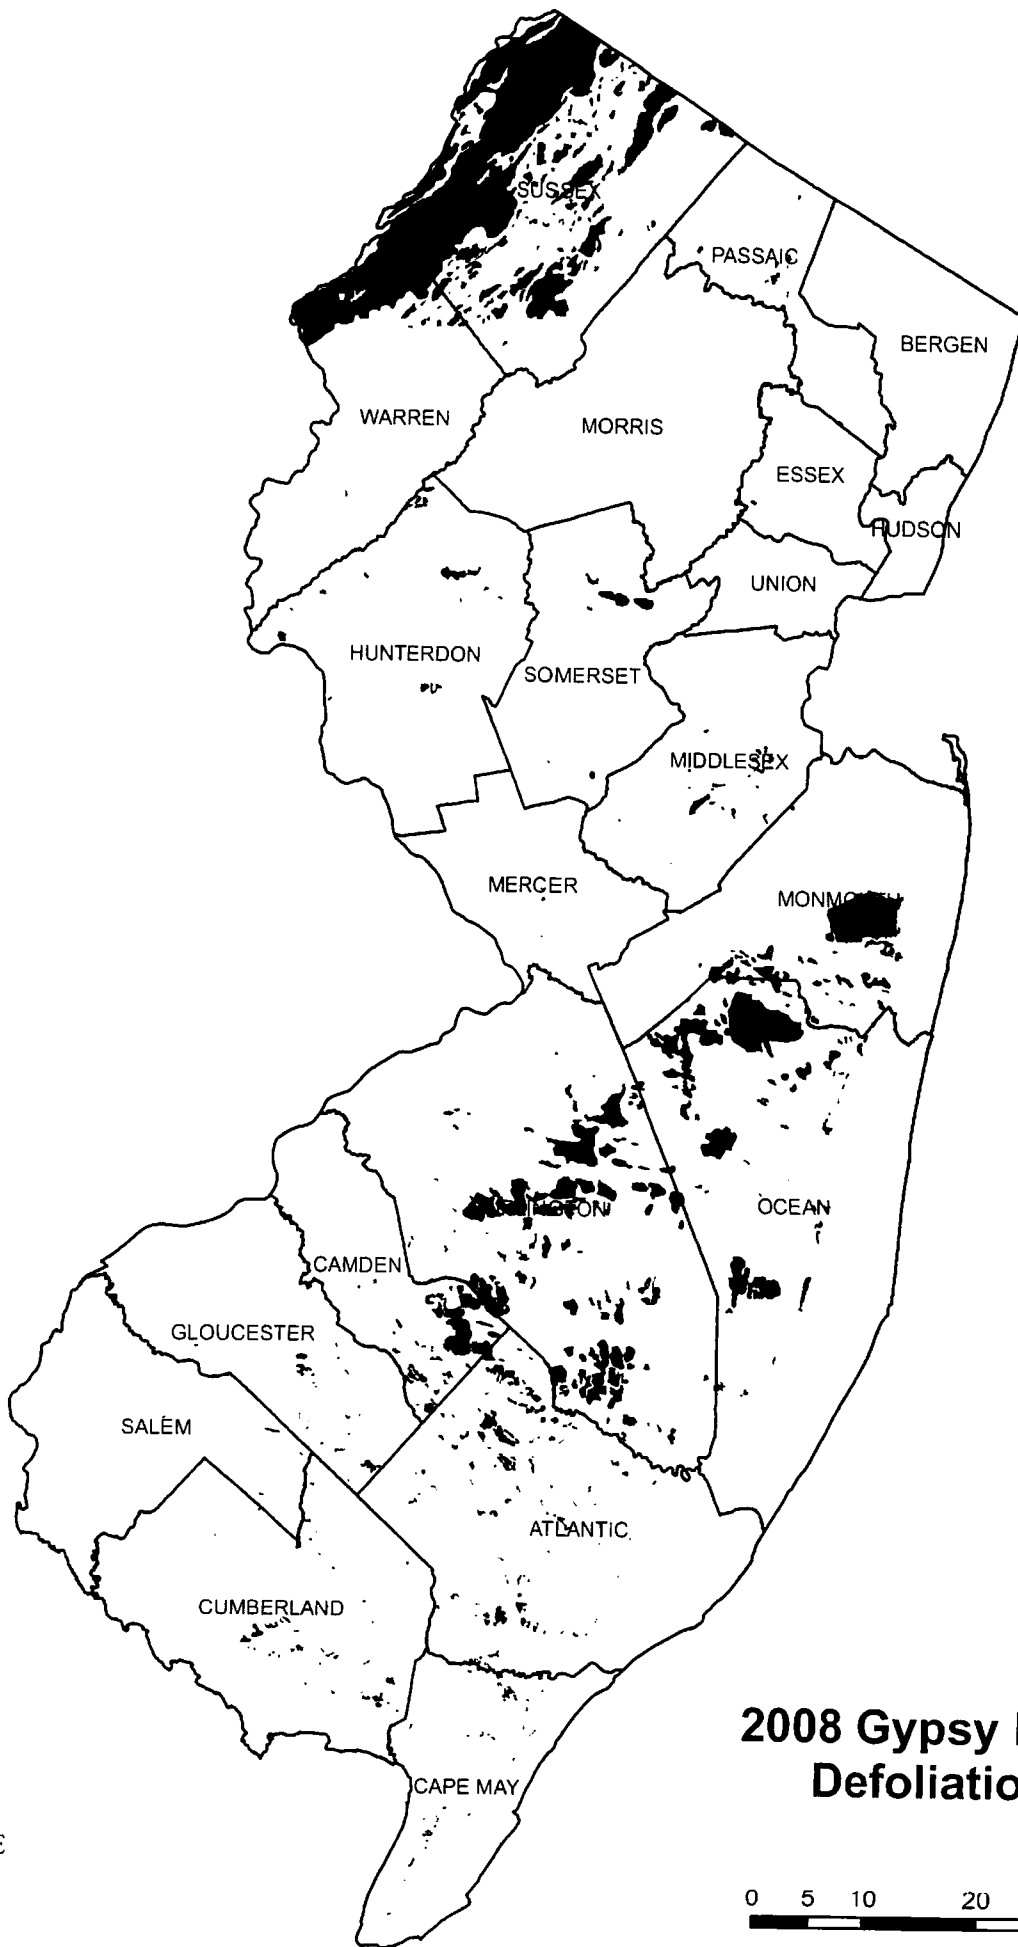 SUSSEX
PASSAIC
BERGEN
WARREN
MORRIS
ESSEX
HUDSON
UNION
HUNTERDON
SOMERSET
MIDDLESEX
MERCER
MONMOUTH
OCEAN
CAMDEN
GLOUCESTER
SALEM
ATLANTIC
CUMBERLAND
2008 Gypsy
Defoliatio
CAPE MAY
E
0 5 10 20